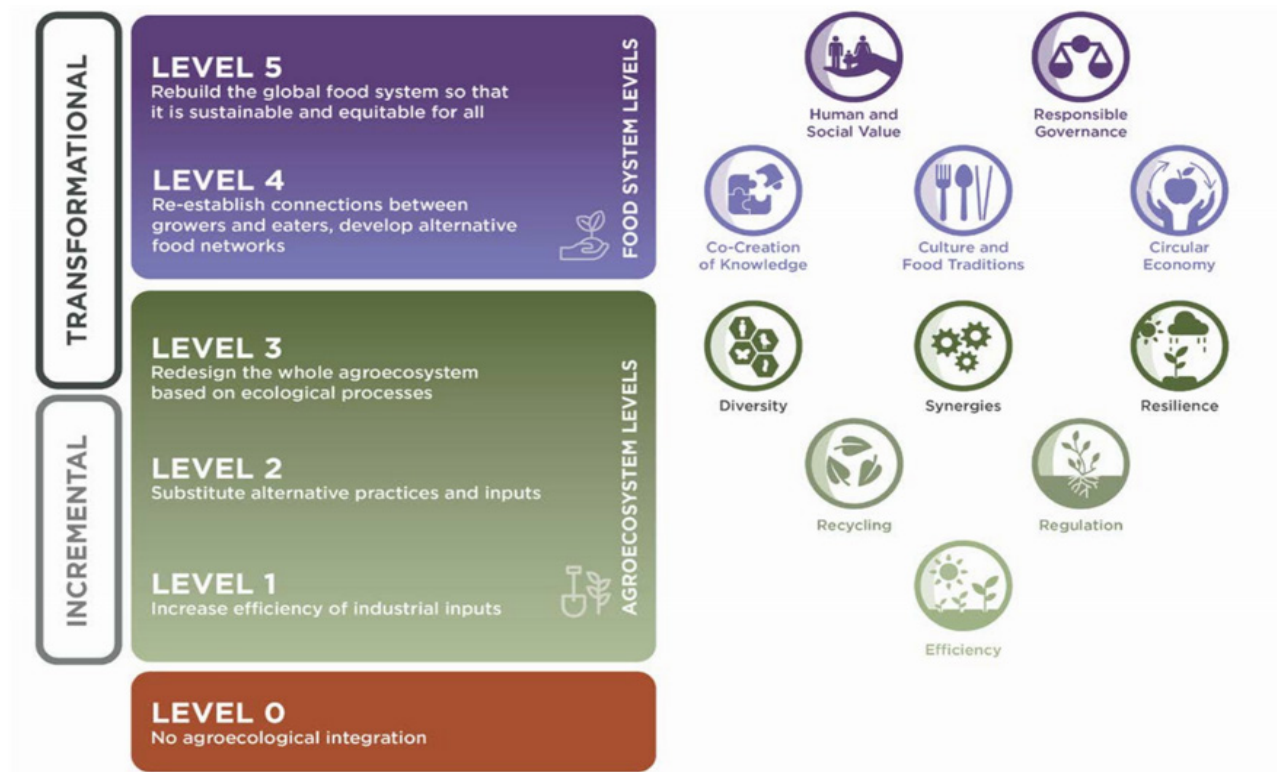 TRANSFORMATIONAL
INCREMENTAL
LEVEL 5
Rebuild the global food system so that
it is sustainable and equitable for all
LEVEL 4
Re-establish connections between
growers and eaters, develop alternative
food networks
FOOD SYSTEM LEVELS
LEVEL 3
Redesign the whole agroecosystem
based on ecological processes
LEVEL 2
Substitute alternative practices and inputs
LEVEL 1
Increase efficiency of industrial inputs
AGROECOSYSTEM LEVELS
LEVEL 0
No agroecological integration
Human and
Social Value
Responsible
Governance
Co-Creation
of Knowledge
Culture and
Food Traditions
Circular
Economy
Diversity
Synergies
Resilience
Recycling
Regulation
Efficiency